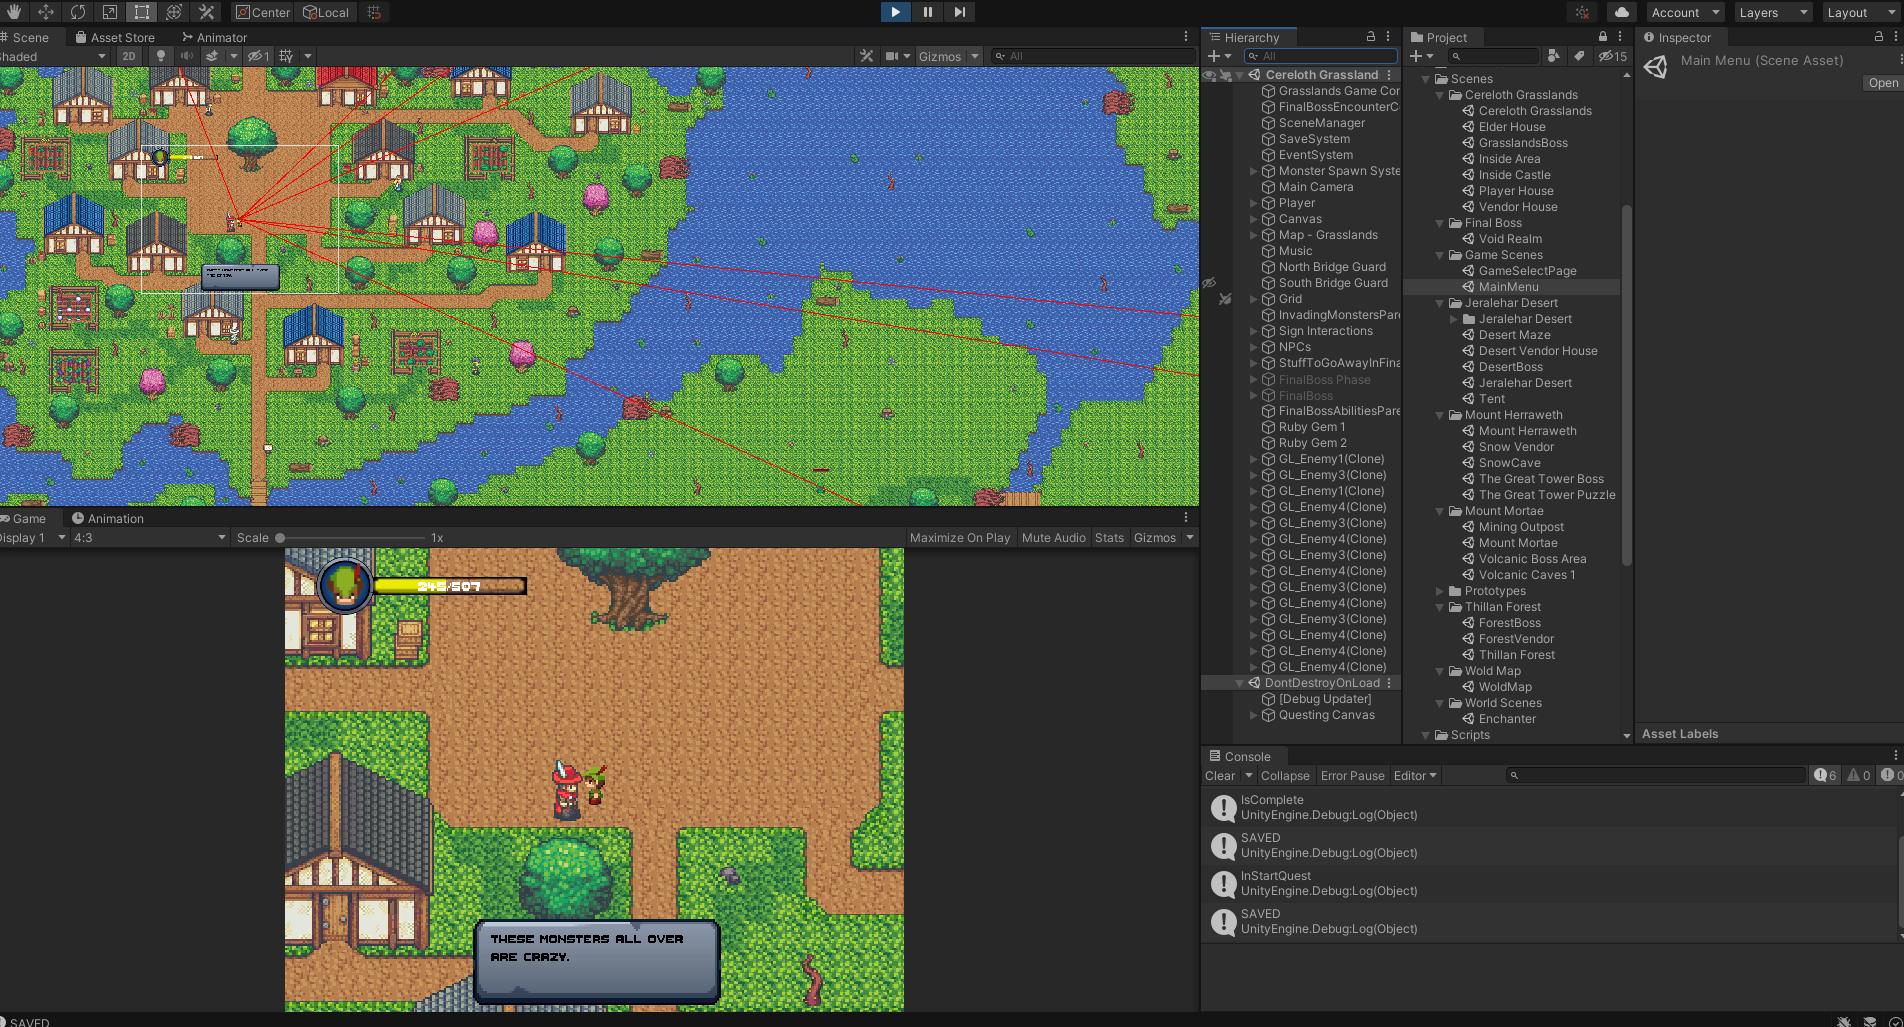 Center
Local
Account
Layers
Layout
Scene
Asset Store
Animator
haded
2D
1
Gizmos
All
THESE MONSTERS ALL OVER
ARE CRAZY.
Game
Animation
Display 1
4:3
Scale
1x
Maximize On Play
Mute Audio
Stats
Gizmos
245/507
THESE MONSTERS ALL OVER
ARE CRAZY.
SAVED
Hierarchy
All
Cereloth Grassland
Grasslands Game Cor
FinalBossEncounterC
SceneManager
SaveSystem
EventSystem
Monster Spawn Syste
Main Camera
Player
Canvas
Map - Grasslands
Music
North Bridge Guard
South Bridge Guard
Grid
InvadingMonstersPare
Sign Interactions
NPCs
StuffToGoAwayInFina
FinalBoss Phase
FinalBoss
FinalBossAbilitiesPare
Ruby Gem 1
Ruby Gem 2
GL_Enemy1(Clone)
GL_Enemy3(Clone)
GL_Enemy1(Clone)
GL_Enemy4(Clone)
GL_Enemy3(Clone)
GL_Enemy4(Clone)
GL_Enemy3(Clone)
GL_Enemy4(Clone)
GL_Enemy3(Clone)
GL_Enemy4(Clone)
GL_Enemy3(Clone)
GL_Enemy4(Clone)
GL_Enemy4(Clone)
GL_Enemy4(Clone)
DontDestroyOnLoad
[Debug Updater]
Questing Canvas
Project
15
Scenes
Cereloth Grasslands
Cereloth Grasslands
Elder House
GrasslandsBoss
Inside Area
Inside Castle
Player House
Vendor House
Final Boss
Void Realm
Game Scenes
GameSelectPage
MainMenu
Jeralehar Desert
Jeralehar Desert
Desert Maze
Desert Vendor House
DesertBoss
Jeralehar Desert
Tent
Mount Herraweth
Mount Herraweth
Snow Vendor
SnowCave
The Great Tower Boss
The Great Tower Puzzle
Mount Mortae
Mining Outpost
Mount Mortae
Volcanic Boss Area
Volcanic Caves 1
Prototypes
Thillan Forest
ForestBoss
ForestVendor
Thillan Forest
Wold Map
WoldMap
World Scenes
Enchanter
Scripts
Inspector
Main Menu (Scene Asset)
Open
Asset Labels
Console
Clear
Collapse
Error Pause
Editor
6
0
0
IsComplete
UnityEngine.Debug:Log(Object)
SAVED
UnityEngine.Debug:Log(Object)
InStartQuest
UnityEngine.Debug:Log(Object)
SAVED
UnityEngine.Debug:Log(Object)